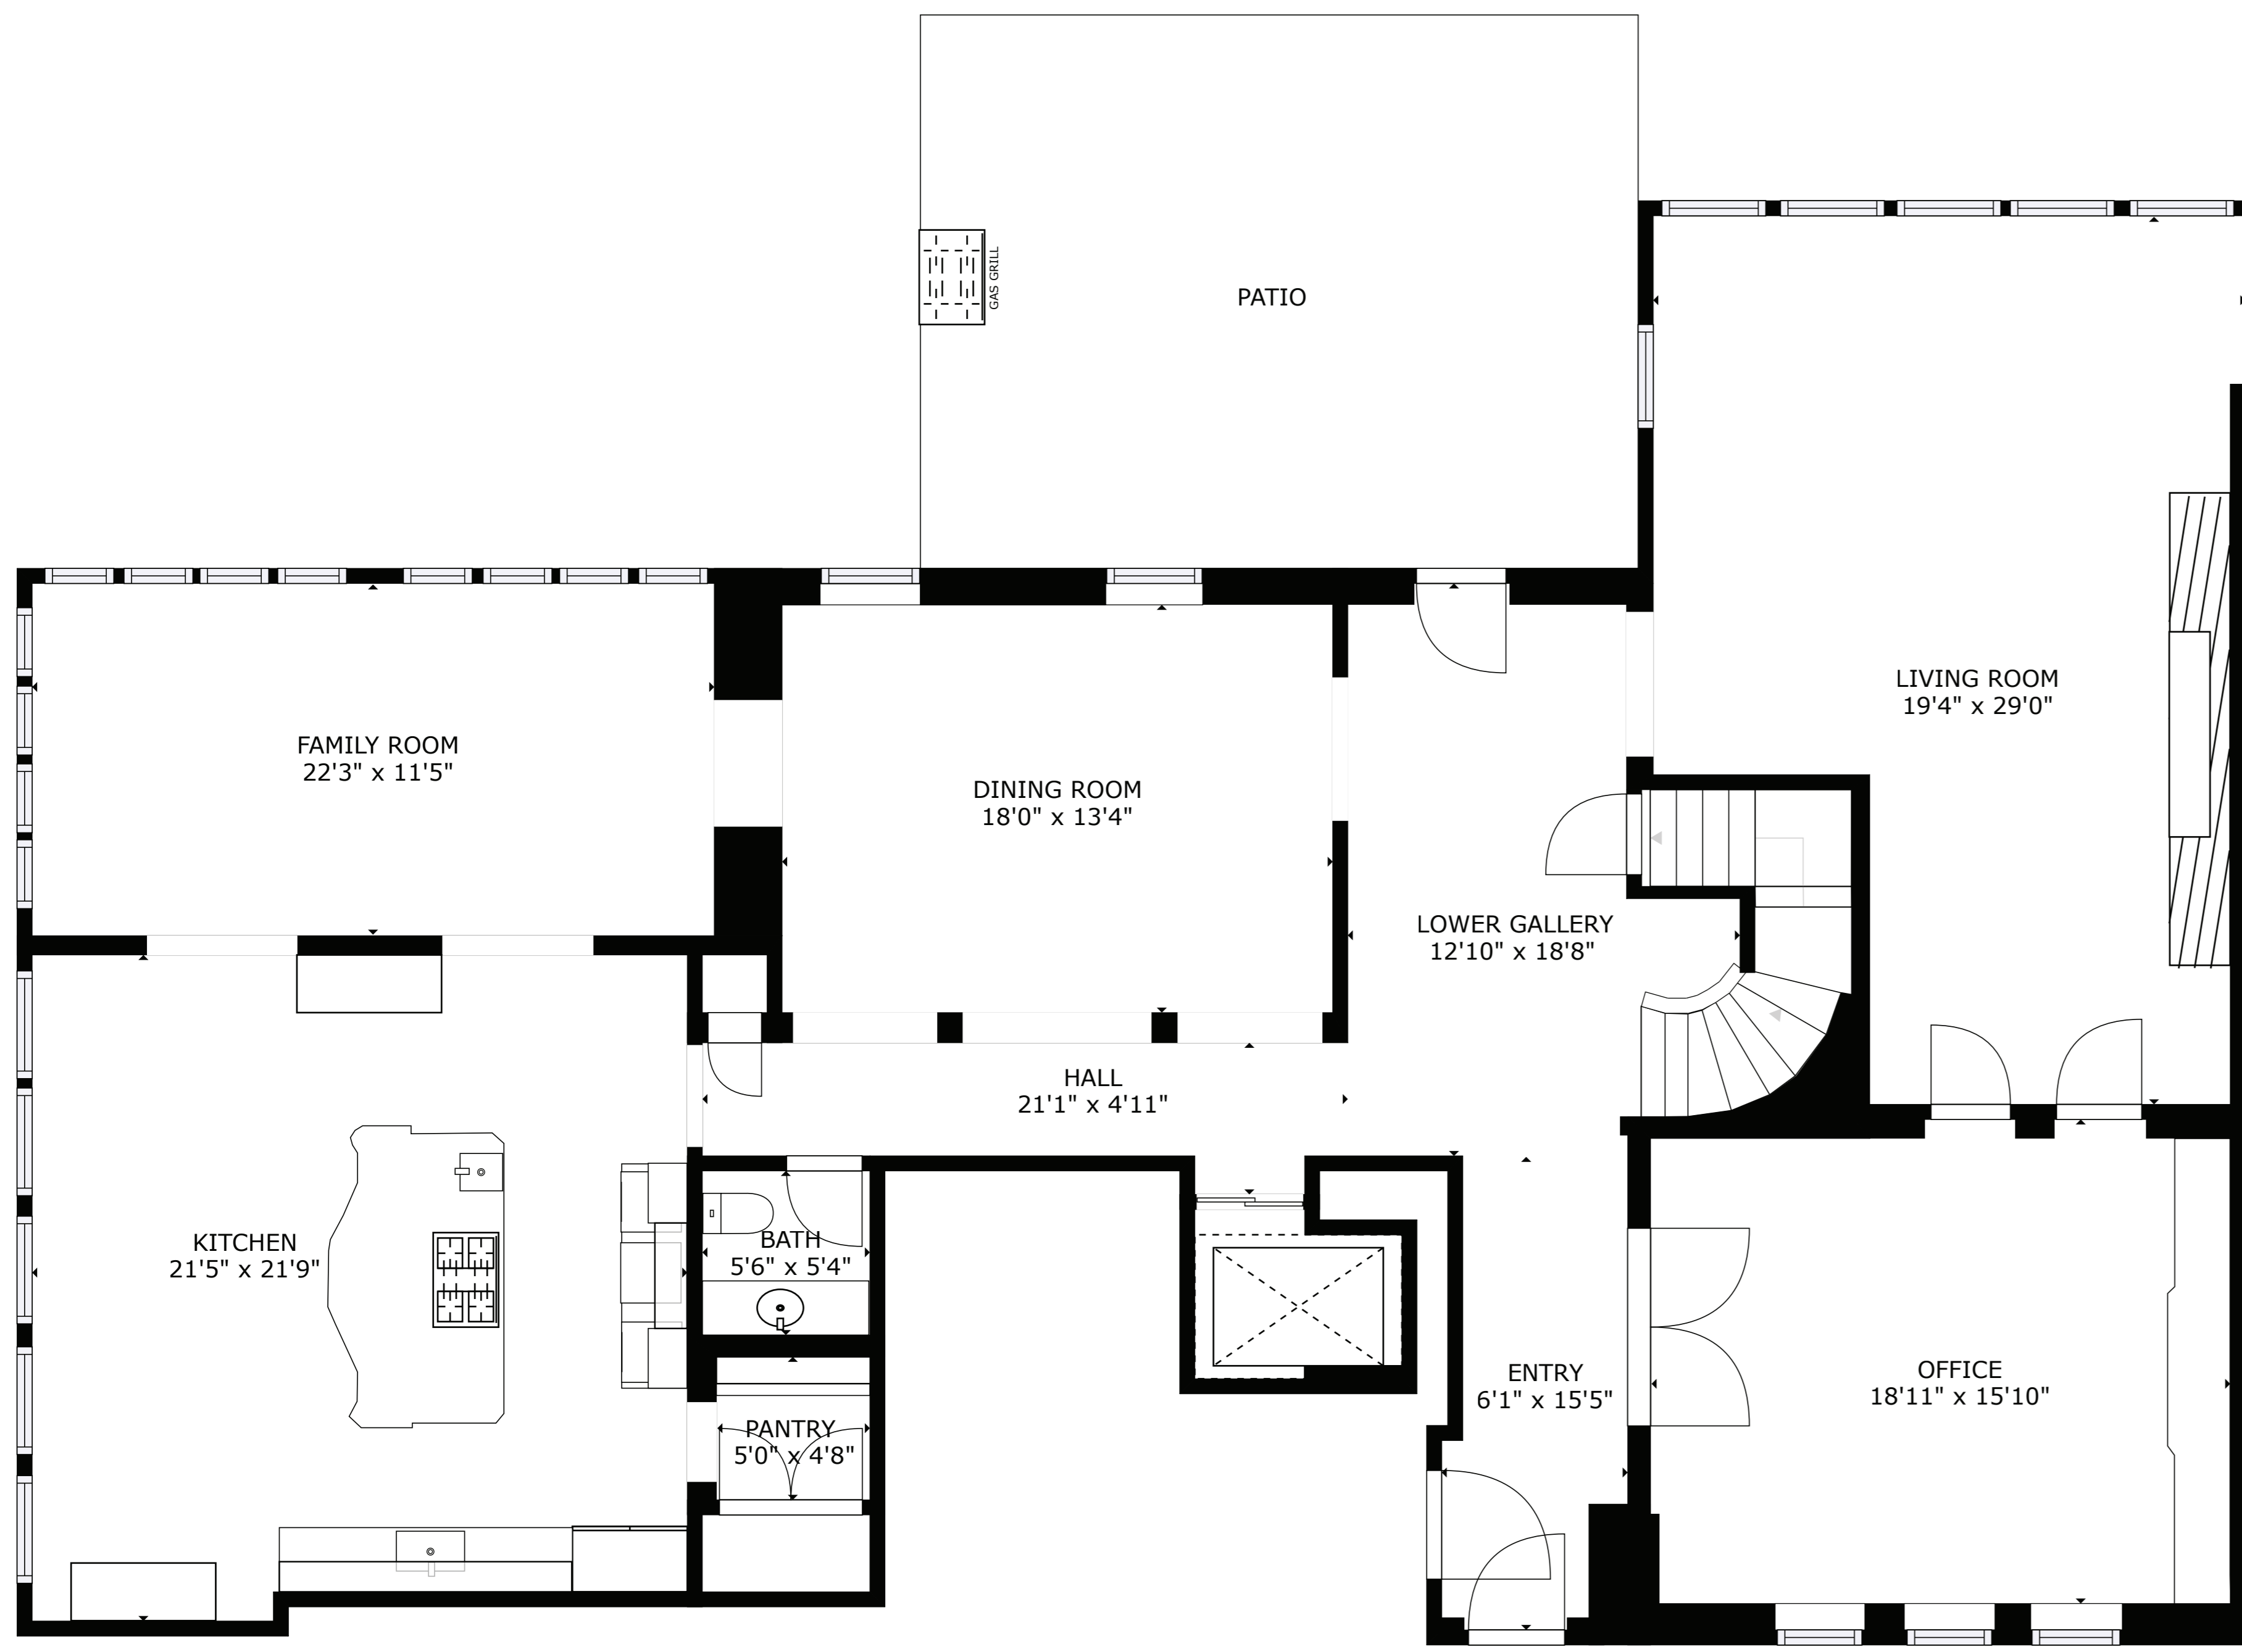 GAS GRILL
PATIO
LIVING ROOM
19'4" x 29'0"
FAMILY ROOM
22'3" x 11'5"
DINING ROOM
18'0" x 13'4"
LOWER GALLERY
12'10" x 18'8"
HALL
21'1" x 4'11"
KITCHEN
21'5" x 21'9"
BATH
5'6" x 5'4"
ENTRY
6'1" x 15'5"
OFFICE
18'11" x 15'10"
PANTRY
5'0" x 4'8"